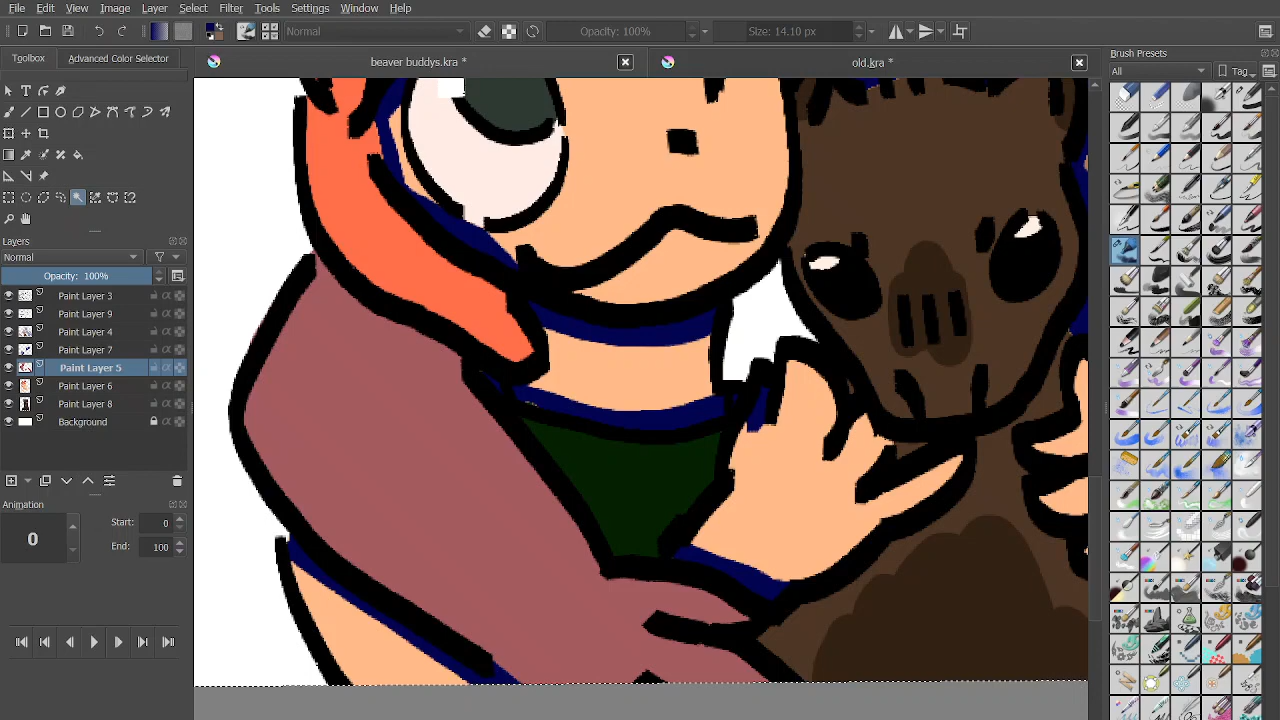 File Edit View Image Layer Select Filter Tools Settings Window Help
Normal Opacity: 100% Size: 14.10 px
Toolbox Advanced Color Selector beaver buddys.kra * old.kra * Brush Presets
All Tag
Layers
Normal
Opacity: 100%
Paint Layer 3
Paint Layer 9
Paint Layer 4
Paint Layer 7
Paint Layer 5
Paint Layer 6
Paint Layer 8
Background
Animation
0 Start: 0
End: 100